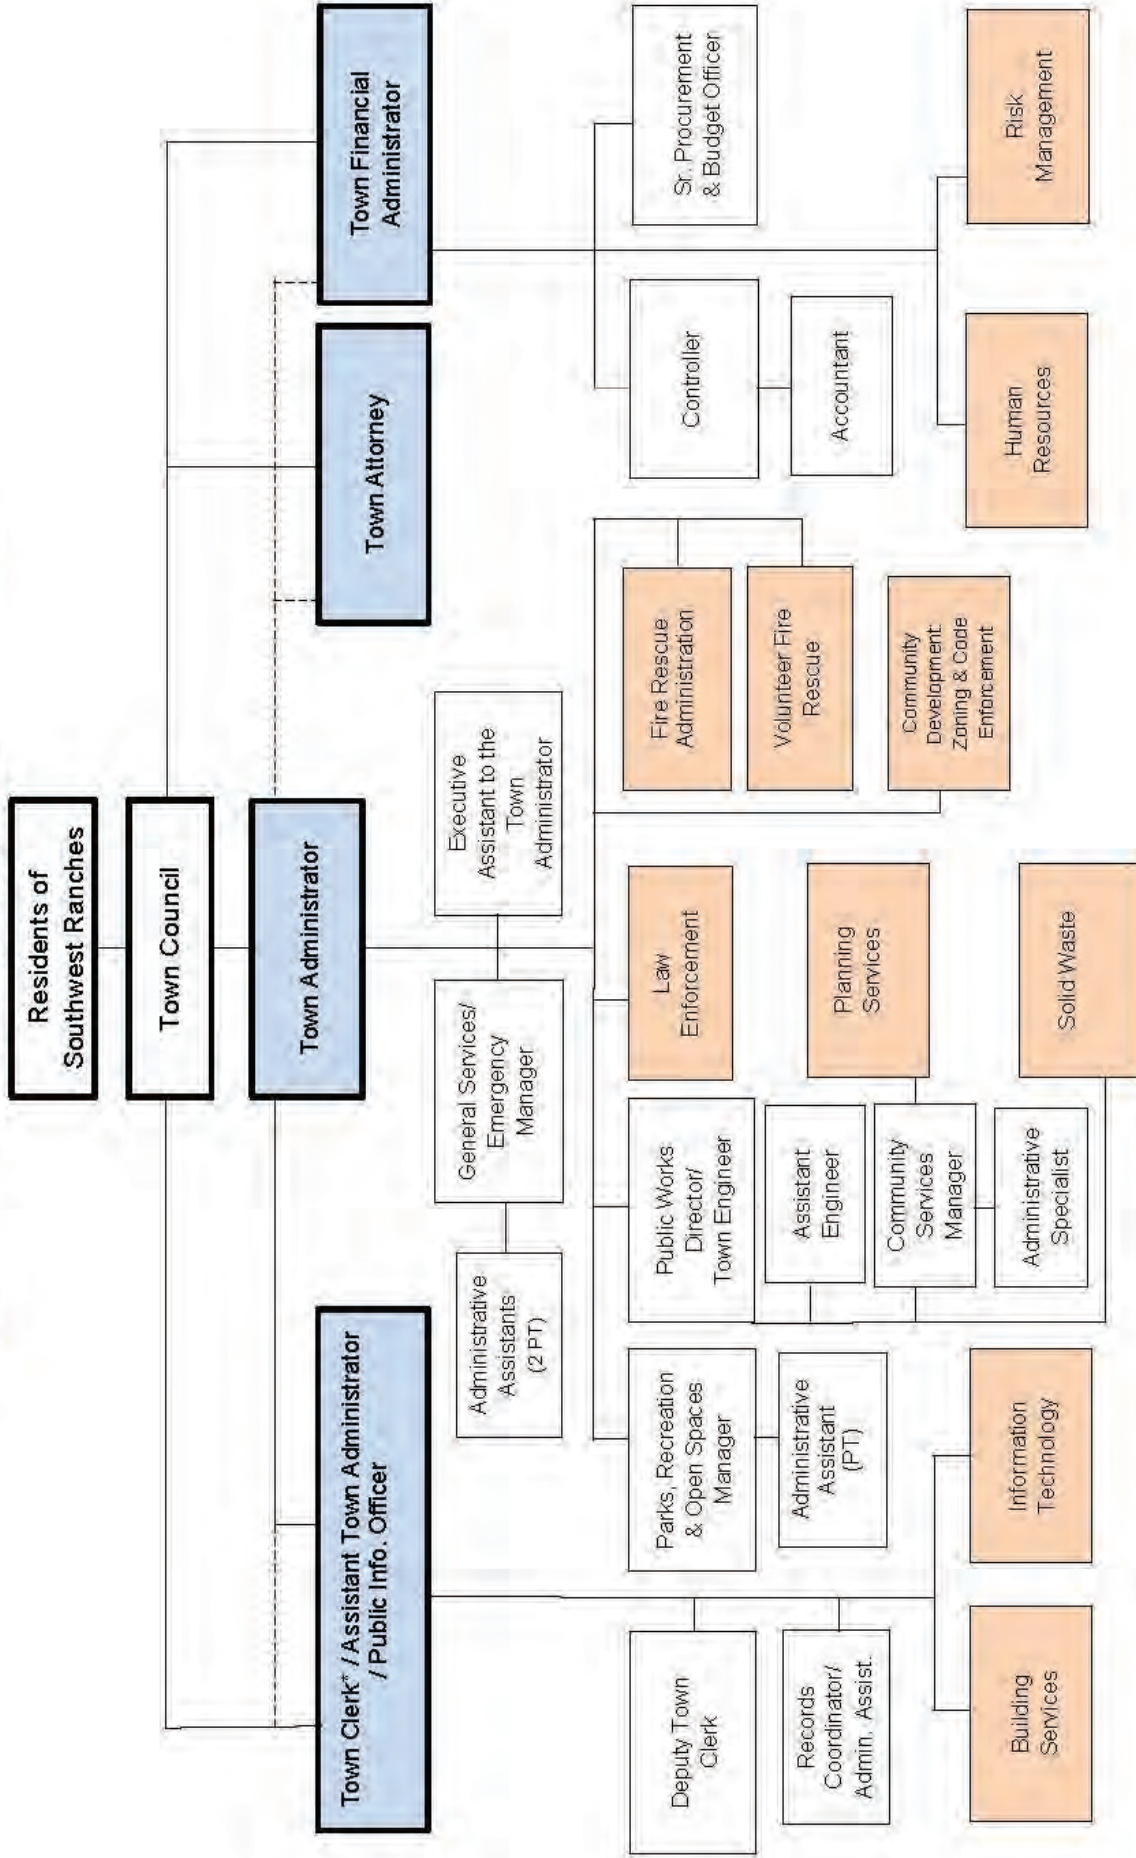 Residents of
Southwest Ranches
Town Council
Town Administrator
Town Clerk* / Assistant Town Administrator
/ Public Info. Officer
Town Attorney
Town Financial
Administrator
General Services/
Emergency
Manager
Executive
Assistant to the
Town
Administrator
Administrative
Assistants
(2 PT)
Deputy Town
Clerk
Records
Coordinator/
Admin. Assist.
Building
Services
Information
Technology
Parks, Recreation
& Open Spaces
Manager
Administrative
Assistant
(PT)
Public Works
Director/
Town Engineer
Assistant
Engineer
Community
Services
Manager
Administrative
Specialist
Law
Enforcement
Planning
Services
Solid Waste
Fire Rescue
Administration
Volunteer Fire
Rescue
Community
Development:
Zoning & Code
Enforcement
Controller
Accountant
Sr. Procurement
& Budget Officer
Human
Resources
Risk
Management